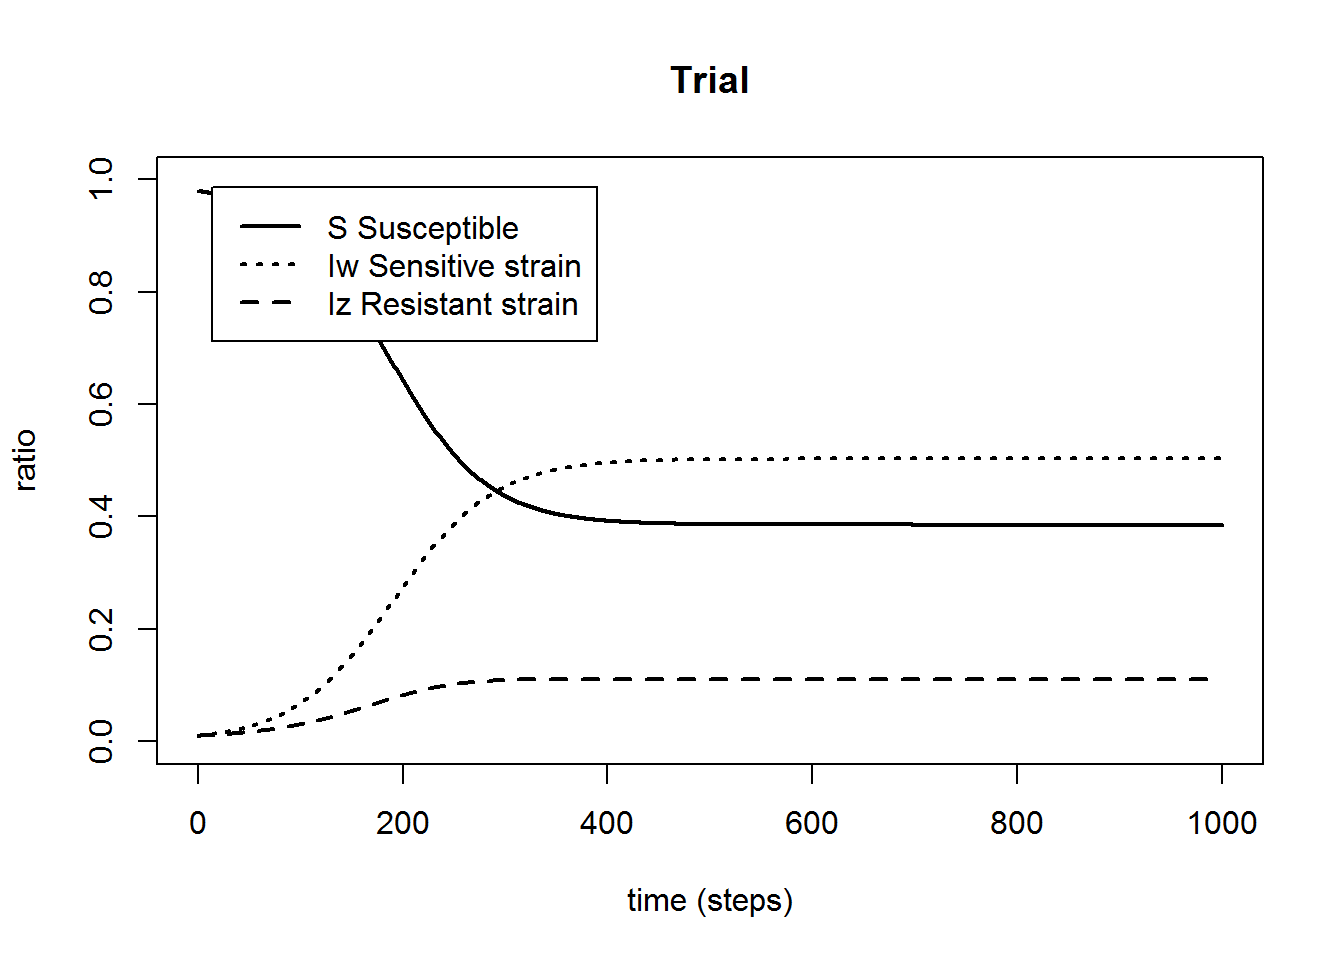 Trial
1.0
0.8
0.6
0.4
0.2
0.0
ratio
S Susceptible
Iw Sensitive strain
Iz Resistant strain
0 200 400 600 800 1000
time (steps)